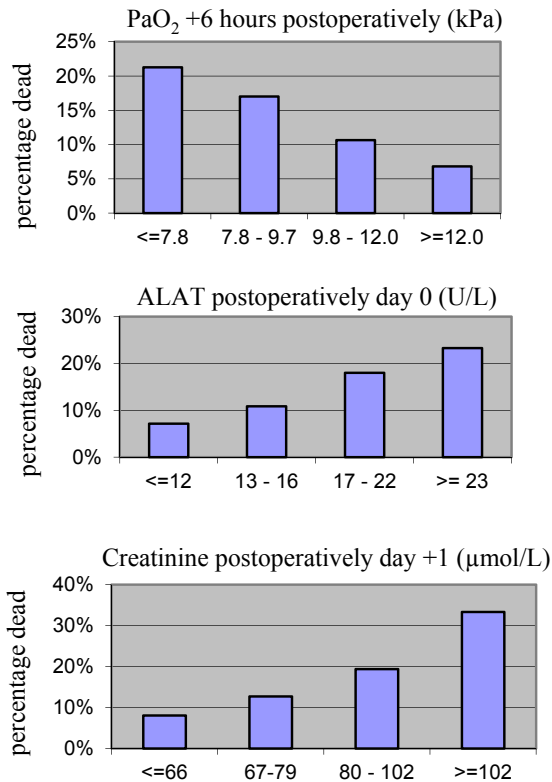 PaO₂ +6 hours postoperatively (kPa)
percentage dead
25%
20%
15%
10%
5%
0%
<=7.8 7.8 - 9.7 9.8 - 12.0 >=12.0
ALAT postoperatively day 0 (U/L)
percentage dead
30%
20%
10%
0%
<=12 13 - 16 17 - 22 >= 23
Creatinine postoperatively day +1 (µmol/L)
percentage dead
40%
30%
20%
10%
0%
<=66 67-79 80 - 102 >=102